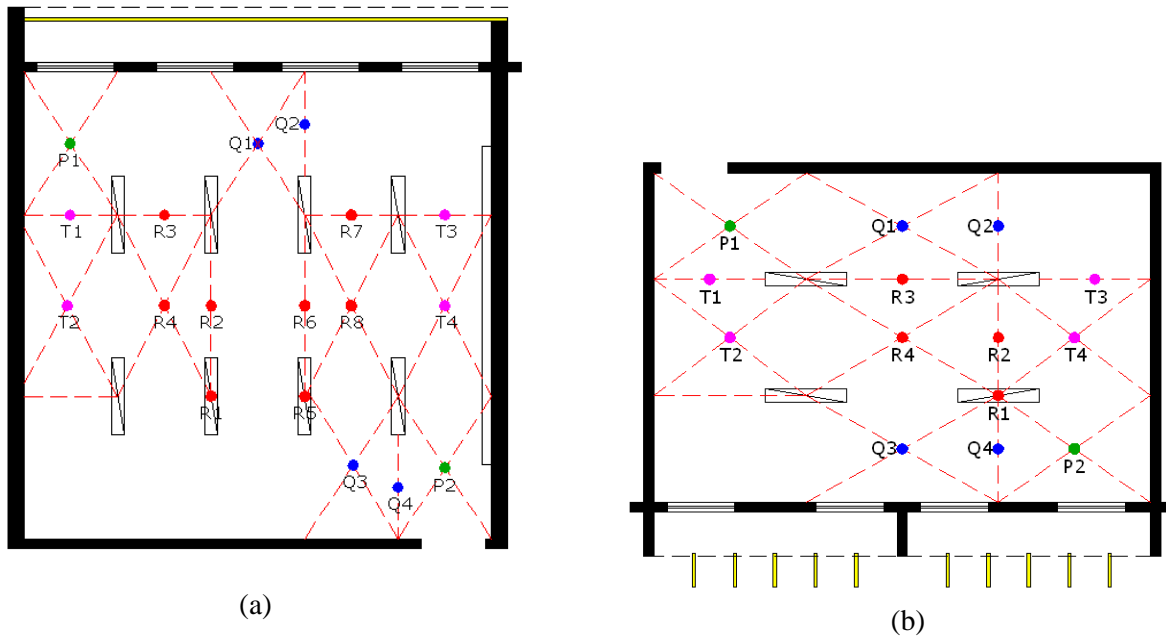 Q2
Q1
P1
T1 R3 R7 T3
T2 R4 R2 R6 R8 T4
R1 R5
Q3 P2
Q4
(a)
P1 Q1 Q2
T1 R3 T3
T2 R4 R2 T4
R1
Q3 Q4 P2
(b)